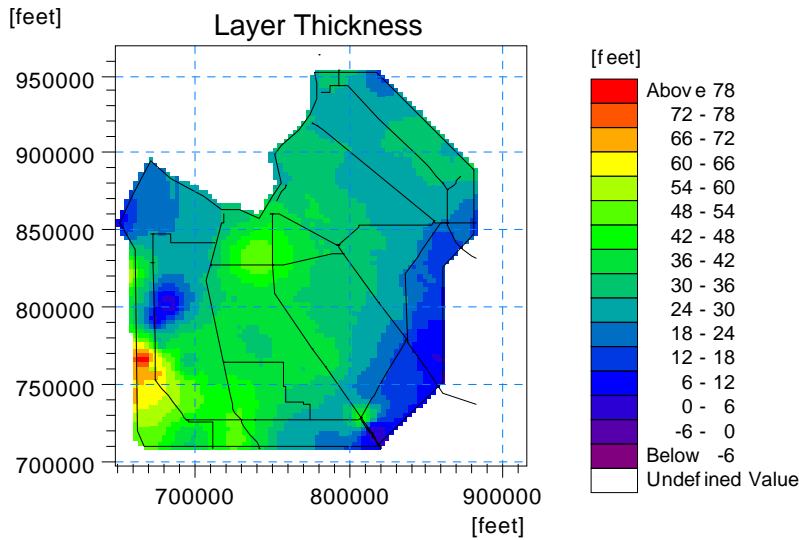 [feet]
Layer Thickness
950000
900000
850000
800000
750000
700000
700000
800000
900000
[feet]
[feet]
Above 78
72 - 78
66 - 72
60 - 66
54 - 60
48 - 54
42 - 48
36 - 42
30 - 36
24 - 30
18 - 24
12 - 18
6 - 12
0 - 6
-6 - 0
Below -6
Undefined Value